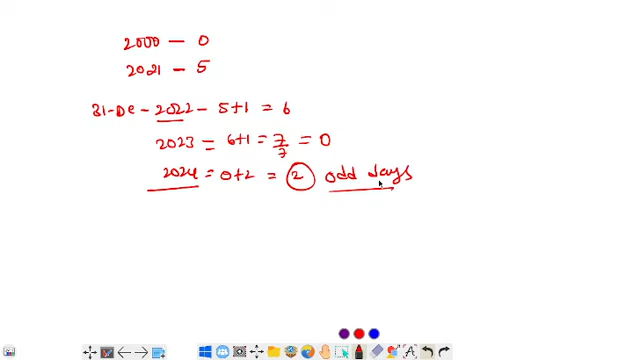 2000 — 0
2021 — 5
31-De - 2022 - 5+1 = 6
2023 = 6+1 = 7/7 = 0
2024 = 0+2 = 2 odd days